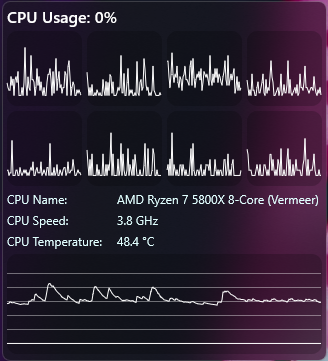 CPU Usage: 0%
CPU Name: AMD Ryzen 7 5800X 8-Core (Vermeer)
CPU Speed: 3.8 GHz
CPU Temperature: 48.4 °C